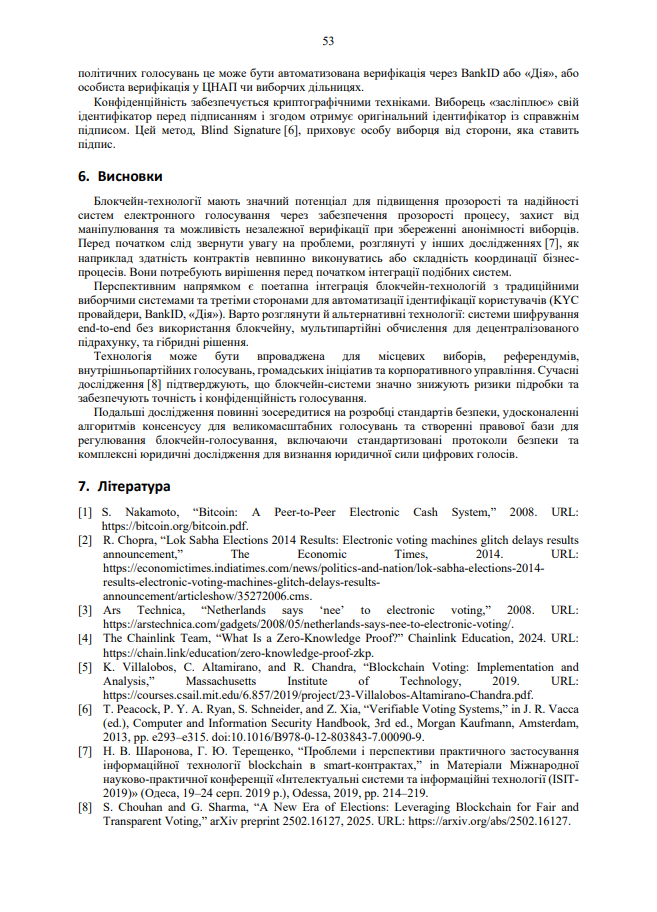 53
політичних голосувань це може бути автоматизована верифікація через BankID або «Дія», або
особиста верифікація у ЦНАП чи виборчих дільницях.
Конфіденційність забезпечується криптографічними техніками. Виборець «засліплює» свій
ідентифікатор перед підписанням і згодом отримує оригінальний ідентифікатор із справжнім
підписом. Цей метод, Blind Signature [6], приховує особу виборця від сторони, яка ставить
підпис.
6. Висновки
Блокчейн-технології мають значний потенціал для підвищення прозорості та надійності
систем електронного голосування через забезпечення прозорості процесу, захист від
маніпулювання та можливість незалежної верифікації при збереженні анонімності виборців.
Перед початком слід звернути увагу на проблеми, розглянуті у інших дослідженнях [7], як
наприклад здатність контрактів невпинно виконуватись або складність координації бізнес-
процесів. Вони потребують вирішення перед початком інтеграції подібних систем.
Перспективним напрямком є поетапна інтеграція блокчейн-технологій з традиційними
виборчими системами та третіми сторонами для автоматизації ідентифікації користувачів (KYC
провайдери, BankID, «Дія»). Варто розглянути й альтернативні технології: системи шифрування
end-to-end без використання блокчейну, мультипартійні обчислення для децентралізованого
підрахунку, та гібридні рішення.
Технологія може бути впроваджена для місцевих виборів, референдумів,
внутрішньопартійних голосувань, громадських ініціатив та корпоративного управління. Сучасні
дослідження [8] підтверджують, що блокчейн-системи значно знижують ризики підробки та
забезпечують точність і конфіденційність голосування.
Подальші дослідження повинні зосередитися на розробці стандартів безпеки, удосконаленні
алгоритмів консенсусу для великомасштабних голосувань та створенні правової бази для
регулювання блокчейн-голосування, включаючи стандартизовані протоколи безпеки та
комплексні юридичні дослідження для визнання юридичної сили цифрових голосів.
7. Література
[1] S. Nakamoto, “Bitcoin: A Peer-to-Peer Electronic Cash System,” 2008. URL:
https://bitcoin.org/bitcoin.pdf.
[2] R. Chopra, “Lok Sabha Elections 2014 Results: Electronic voting machines glitch delays results
announcement,” The Economic Times, 2014. URL:
https://economictimes.indiatimes.com/news/politics-and-nation/lok-sabha-elections-2014-
results-electronic-voting-machines-glitch-delays-results-
announcement/articleshow/35272006.cms.
[3] Ars Technica, “Netherlands says ‘nee’ to electronic voting,” 2008. URL:
https://arstechnica.com/gadgets/2008/05/netherlands-says-nee-to-electronic-voting/.
[4] The Chainlink Team, “What Is a Zero-Knowledge Proof?” Chainlink Education, 2024. URL:
https://chain.link/education/zero-knowledge-proof-zkp.
[5] K. Villalobos, C. Altamirano, and R. Chandra, “Blockchain Voting: Implementation and
Analysis,” Massachusetts Institute of Technology, 2019. URL:
https://courses.csail.mit.edu/6.857/2019/project/23-Villalobos-Altamirano-Chandra.pdf.
[6] T. Peacock, P. Y. A. Ryan, S. Schneider, and Z. Xia, “Verifiable Voting Systems,” in J. R. Vacca
(ed.), Computer and Information Security Handbook, 3rd ed., Morgan Kaufmann, Amsterdam,
2013, pp. e293–e315. doi:10.1016/B978-0-12-803843-7.00090-9.
[7] Н. В. Шаронова, Г. Ю. Терещенко, “Проблеми і перспективи практичного застосування
інформаційної технології blockchain в smart-контрактах,” in Матеріали Міжнародної
науково-практичної конференції «Інтелектуальні системи та інформаційні технології (ISIT-
2019)» (Одеса, 19–24 серп. 2019 р.), Odessa, 2019, pp. 214–219.
[8] S. Chouhan and G. Sharma, “A New Era of Elections: Leveraging Blockchain for Fair and
Transparent Voting,” arXiv preprint 2502.16127, 2025. URL: https://arxiv.org/abs/2502.16127.